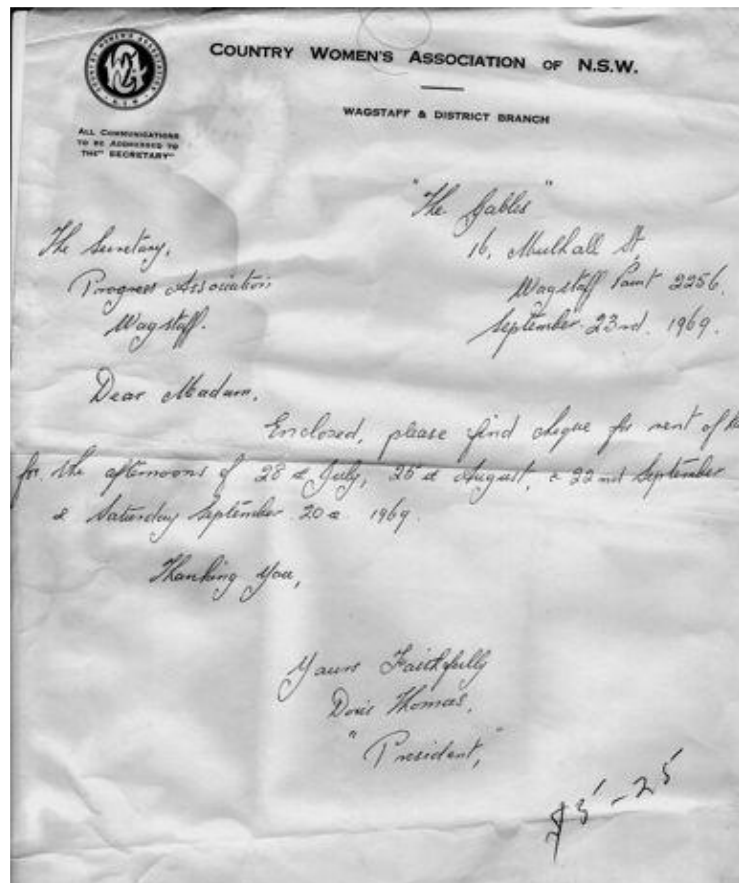 COUNTRY WOMEN'S ASSOCIATION OF N.S.W.
WAGSTAFF & DISTRICT BRANCH
ALL COMMUNICATIONS
TO BE ADDRESSED TO
THE "SECRETARY"
"The Gables"
16, Mulhall St,
Wagstaff Point 2256.
September 23rd. 1969.
The Secretary,
Progress Association
Wagstaff.
Dear Madam,
Enclosed, please find cheque for rent of
for the afternoons of 28th July, 25th August, & 22nd September
& Saturday September 20th 1969.
Thanking you,
Yours Faithfully
Doris Thomas,
"President,"
$5-25